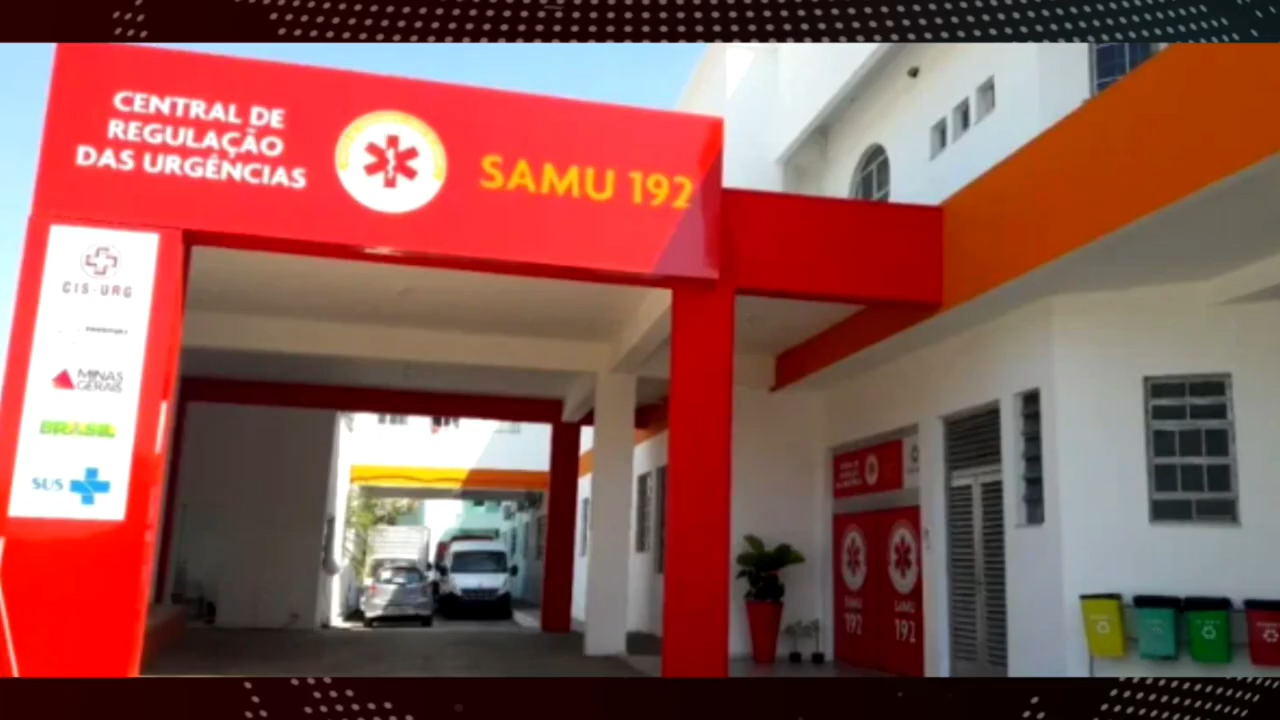 CENTRAL DE
REGULAÇÃO
DAS URGÊNCIAS
SAMU 192
CIS-URG
MINAS
GERAIS
BRASIL
SUS
SAMU
192
SAMU
192